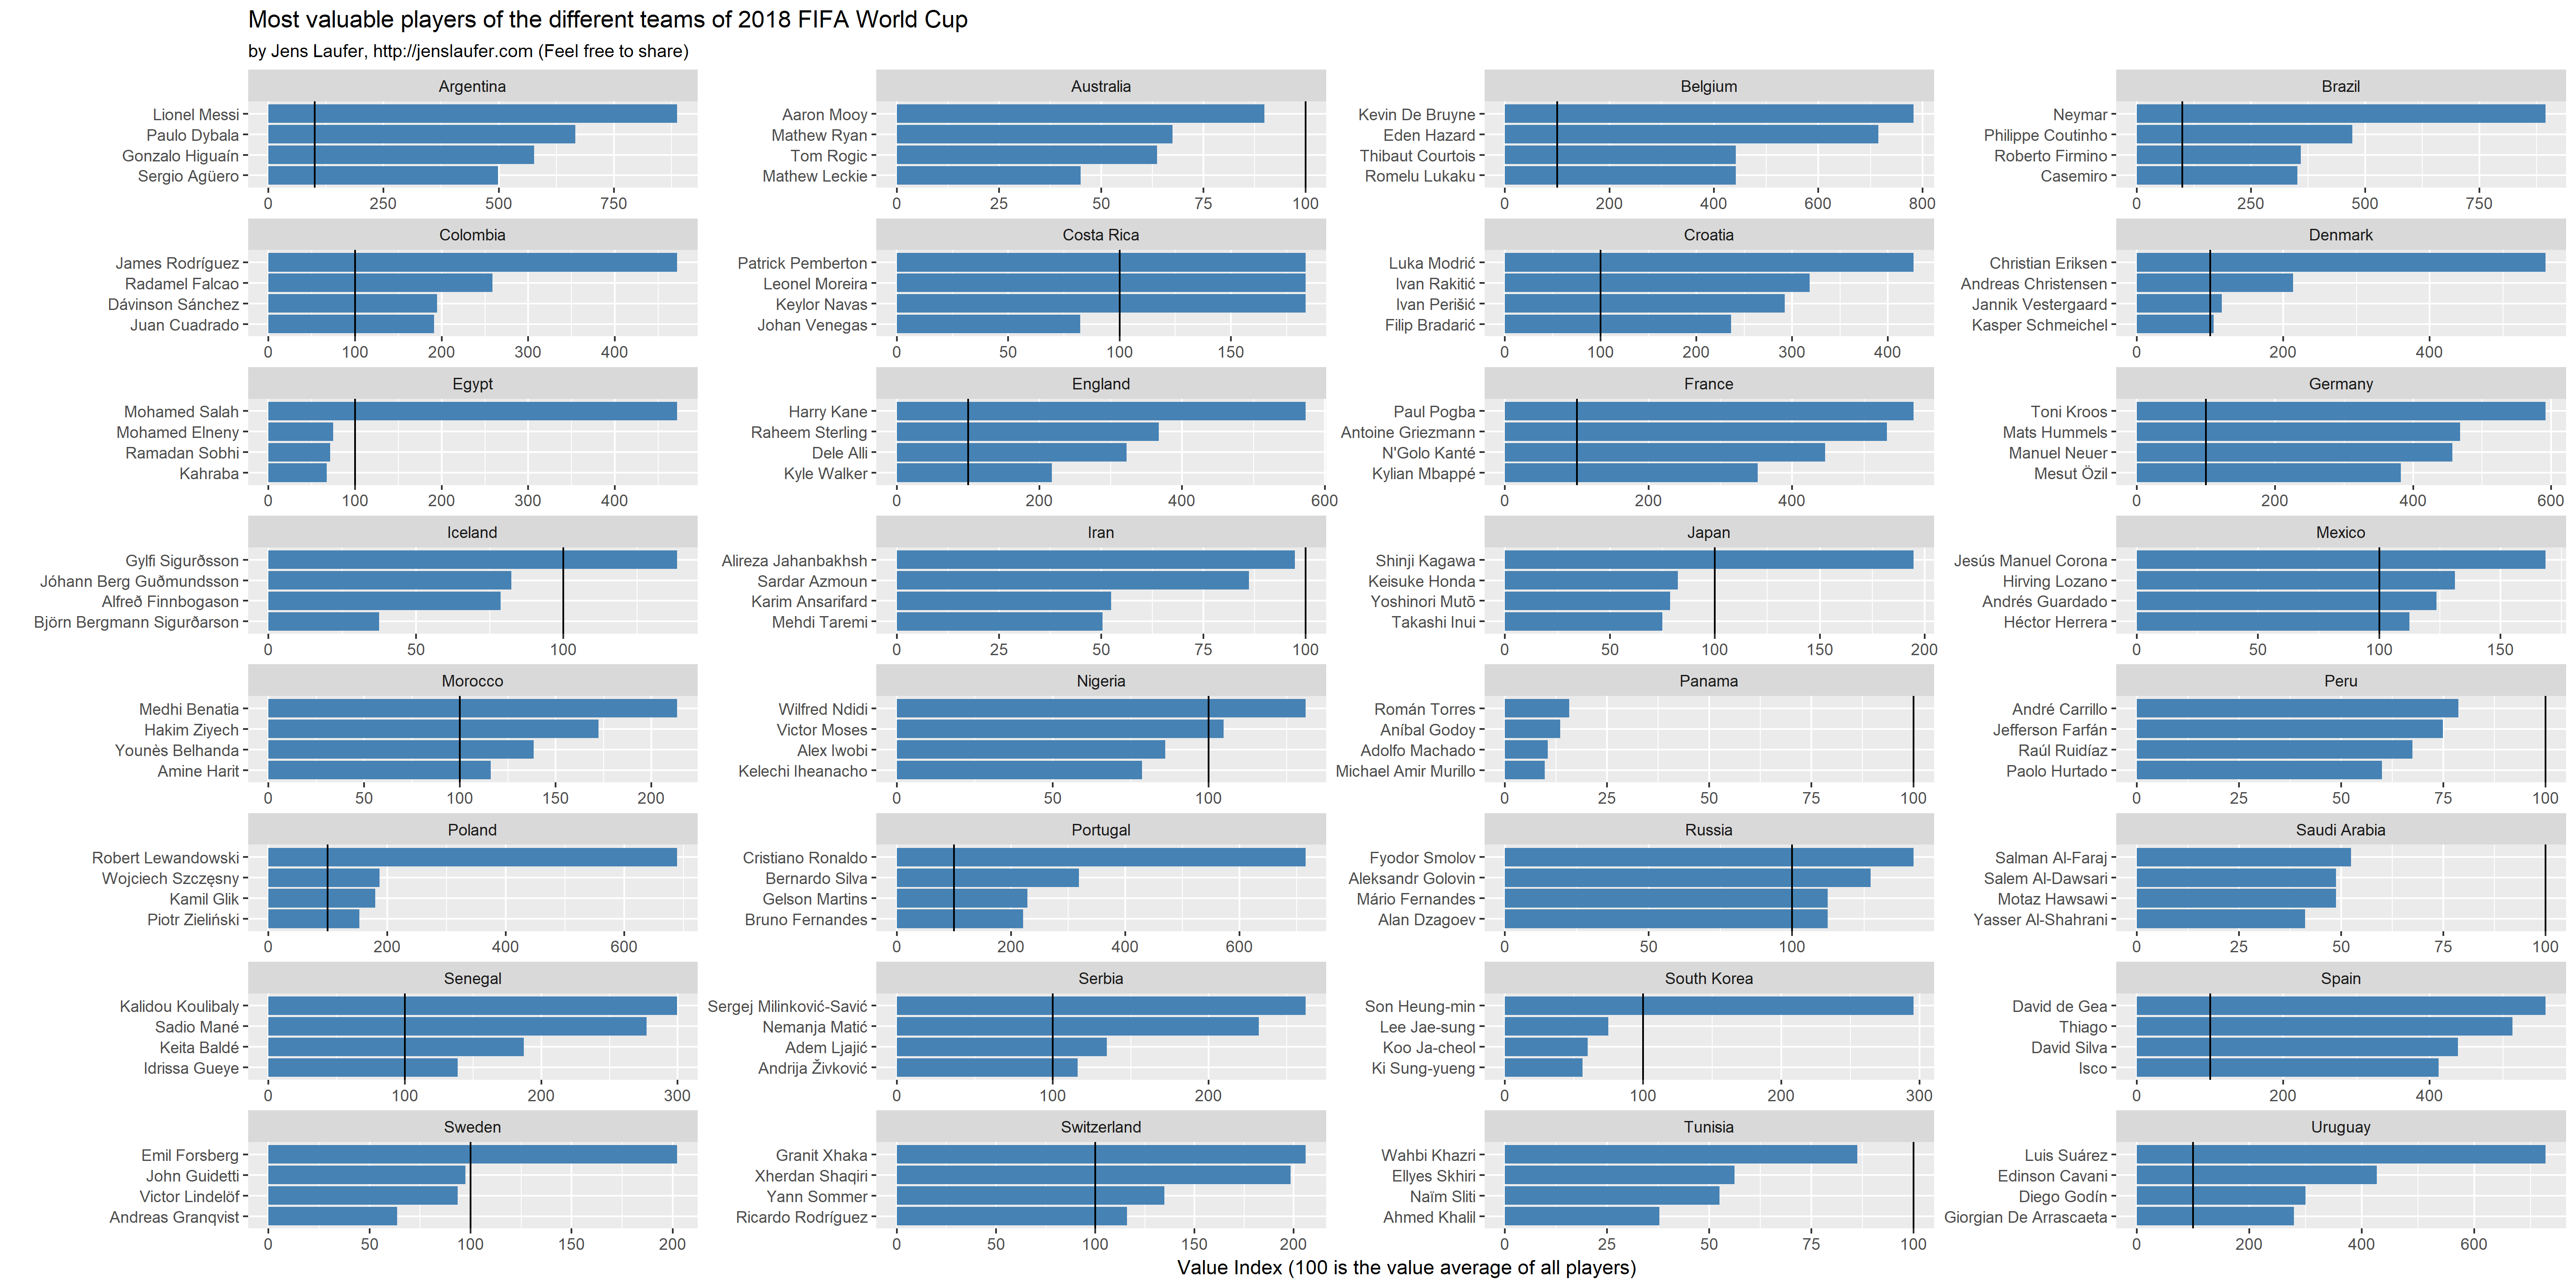 Most valuable players of the different teams of 2018 FIFA World Cup
by Jens Laufer, http://jenslaufer.com (Feel free to share)
Argentina
Lionel Messi
Paulo Dybala
Gonzalo Higuaín
Sergio Agüero
0 250 500 750
Australia
Aaron Mooy
Mathew Ryan
Tom Rogic
Mathew Leckie
0 25 50 75 100
Belgium
Kevin De Bruyne
Eden Hazard
Thibaut Courtois
Romelu Lukaku
0 200 400 600 800
Brazil
Neymar
Philippe Coutinho
Roberto Firmino
Casemiro
0 250 500 750
Colombia
James Rodríguez
Radamel Falcao
Dávinson Sánchez
Juan Cuadrado
0 100 200 300 400
Costa Rica
Patrick Pemberton
Leonel Moreira
Keylor Navas
Johan Venegas
0 50 100 150
Croatia
Luka Modrić
Ivan Rakitić
Ivan Perišić
Filip Bradarić
0 100 200 300 400
Denmark
Christian Eriksen
Andreas Christensen
Jannik Vestergaard
Kasper Schmeichel
0 200 400
Egypt
Mohamed Salah
Mohamed Elneny
Ramadan Sobhi
Kahraba
0 100 200 300 400
England
Harry Kane
Raheem Sterling
Dele Alli
Kyle Walker
0 200 400 600
France
Paul Pogba
Antoine Griezmann
N'Golo Kanté
Kylian Mbappé
0 200 400
Germany
Toni Kroos
Mats Hummels
Manuel Neuer
Mesut Özil
0 200 400 600
Iceland
Gylfi Sigurðsson
Jóhann Berg Guðmundsson
Alfreð Finnbogason
Björn Bergmann Sigurðarson
0 50 100
Iran
Alireza Jahanbakhsh
Sardar Azmoun
Karim Ansarifard
Mehdi Taremi
0 25 50 75 100
Japan
Shinji Kagawa
Keisuke Honda
Yoshinori Mutō
Takashi Inui
0 50 100 150 200
Mexico
Jesús Manuel Corona
Hirving Lozano
Andrés Guardado
Héctor Herrera
0 50 100 150
Morocco
Medhi Benatia
Hakim Ziyech
Younès Belhanda
Amine Harit
0 50 100 150 200
Nigeria
Wilfred Ndidi
Victor Moses
Alex Iwobi
Kelechi Iheanacho
0 50 100
Panama
Román Torres
Aníbal Godoy
Adolfo Machado
Michael Amir Murillo
0 25 50 75 100
Peru
André Carrillo
Jefferson Farfán
Raúl Ruidíaz
Paolo Hurtado
0 25 50 75 100
Poland
Robert Lewandowski
Wojciech Szczęsny
Kamil Glik
Piotr Zieliński
0 200 400 600
Portugal
Cristiano Ronaldo
Bernardo Silva
Gelson Martins
Bruno Fernandes
0 200 400 600
Russia
Fyodor Smolov
Aleksandr Golovin
Mário Fernandes
Alan Dzagoev
0 50 100
Saudi Arabia
Salman Al-Faraj
Salem Al-Dawsari
Motaz Hawsawi
Yasser Al-Shahrani
0 25 50 75 100
Senegal
Kalidou Koulibaly
Sadio Mané
Keita Baldé
Idrissa Gueye
0 100 200 300
Serbia
Sergej Milinković-Savić
Nemanja Matić
Adem Ljajić
Andrija Živković
0 100 200
South Korea
Son Heung-min
Lee Jae-sung
Koo Ja-cheol
Ki Sung-yueng
0 100 200 300
Spain
David de Gea
Thiago
David Silva
Isco
0 200 400
Sweden
Emil Forsberg
John Guidetti
Victor Lindelöf
Andreas Granqvist
0 50 100 150 200
Switzerland
Granit Xhaka
Xherdan Shaqiri
Yann Sommer
Ricardo Rodríguez
0 50 100 150 200
Tunisia
Wahbi Khazri
Ellyes Skhiri
Naïm Sliti
Ahmed Khalil
0 25 50 75 100
Uruguay
Luis Suárez
Edinson Cavani
Diego Godín
Giorgian De Arrascaeta
0 200 400 600
Value Index (100 is the value average of all players)